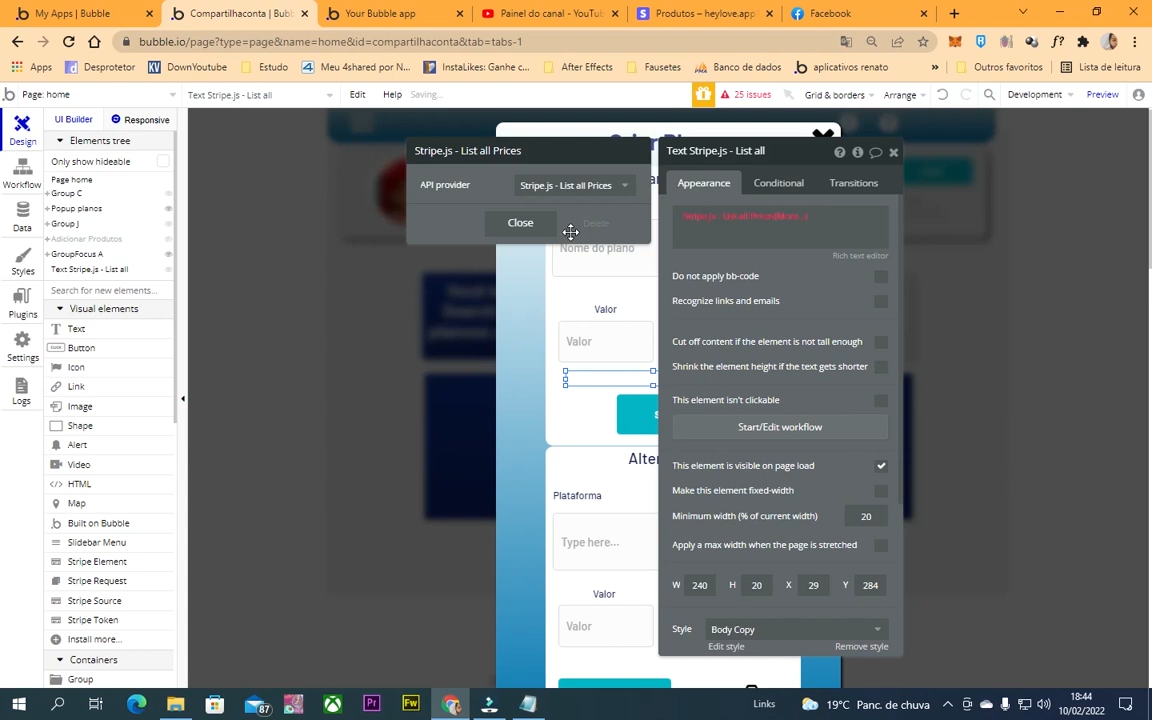 My Apps | Bubble
Compartilhaconta | Bubb
Your Bubble app
Painel do canal - YouTub
Produtos – heylove.app
Facebook
bubble.io/page?type=page&name=home&id=compartilhaconta&tab=tabs-1
Apps
Desprotetor
DownYoutube
Estudo
Meu 4shared por N...
InstaLikes: Ganhe c...
After Effects
Fausetes
Banco de dados
aplicativos renato
»
Outros favoritos
Lista de leitura
Page: home
Text Stripe.js - List all
Edit
Help
Saving...
25 issues
Grid & borders
Arrange
Development
Preview
UI Builder
Responsive
Design
Workflow
Data
Styles
Plugins
Settings
Logs
Elements tree
Only show hideable
Page home
Group C
Popup planos
Group J
Adicionar Produtos
GroupFocus A
Text Stripe.js - List all
Search for new elements...
Visual elements
Text
Button
Icon
Link
Image
Shape
Alert
Video
HTML
Map
Built on Bubble
Slidebar Menu
Stripe Element
Stripe Request
Stripe Source
Stripe Token
Install more...
Containers
Group
Stripe.js - List all Prices
API provider
Stripe.js - List all Prices
Close
Delete
Nome do plano
Valor
Valor
Alter
Plataforma
Type here...
Valor
Valor
Text Stripe.js - List all
Appearance
Conditional
Transitions
Rich text editor
Do not apply bb-code
Recognize links and emails
Cut off content if the element is not tall enough
Shrink the element height if the text gets shorter
This element isn't clickable
Start/Edit workflow
This element is visible on page load
Make this element fixed-width
Minimum width (% of current width) 20
Apply a max width when the page is stretched
W 240 H 20 X 29 Y 284
Style Body Copy
Edit style Remove style
87
Links
19°C Panc. de chuva
18:44
10/02/2022